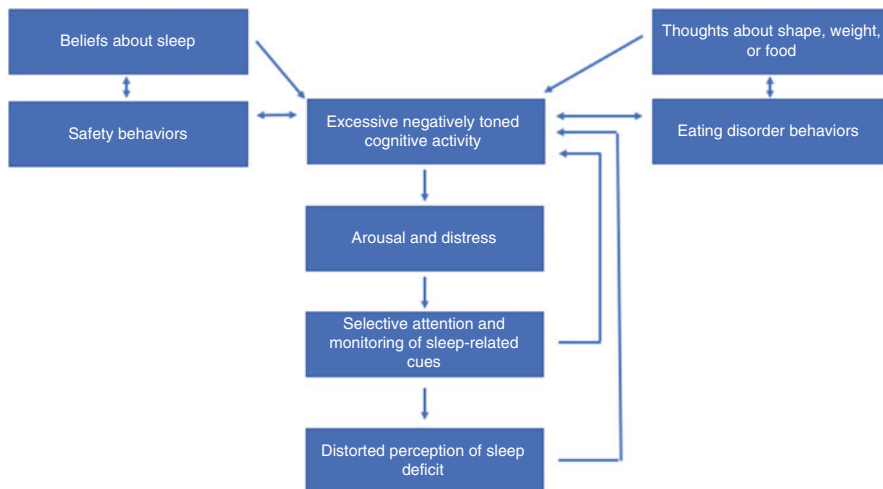 Beliefs about sleep
Thoughts about shape, weight,
or food
Safety behaviors
Excessive negatively toned
cognitive activity
Eating disorder behaviors
Arousal and distress
Selective attention and
monitoring of sleep-related
cues
Distorted perception of sleep
deficit